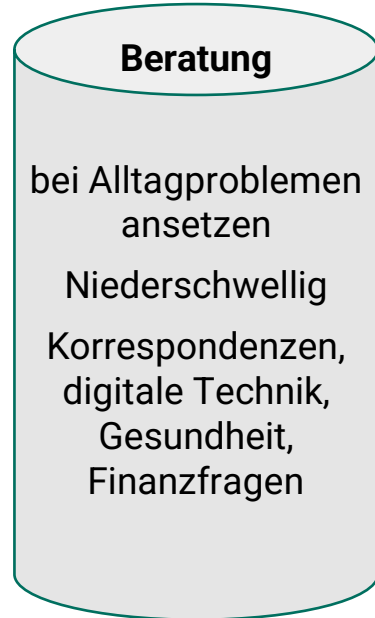 Beratung
bei Alltagproblemen
ansetzen
Niederschwellig
Korrespondenzen,
digitale Technik,
Gesundheit,
Finanzfragen